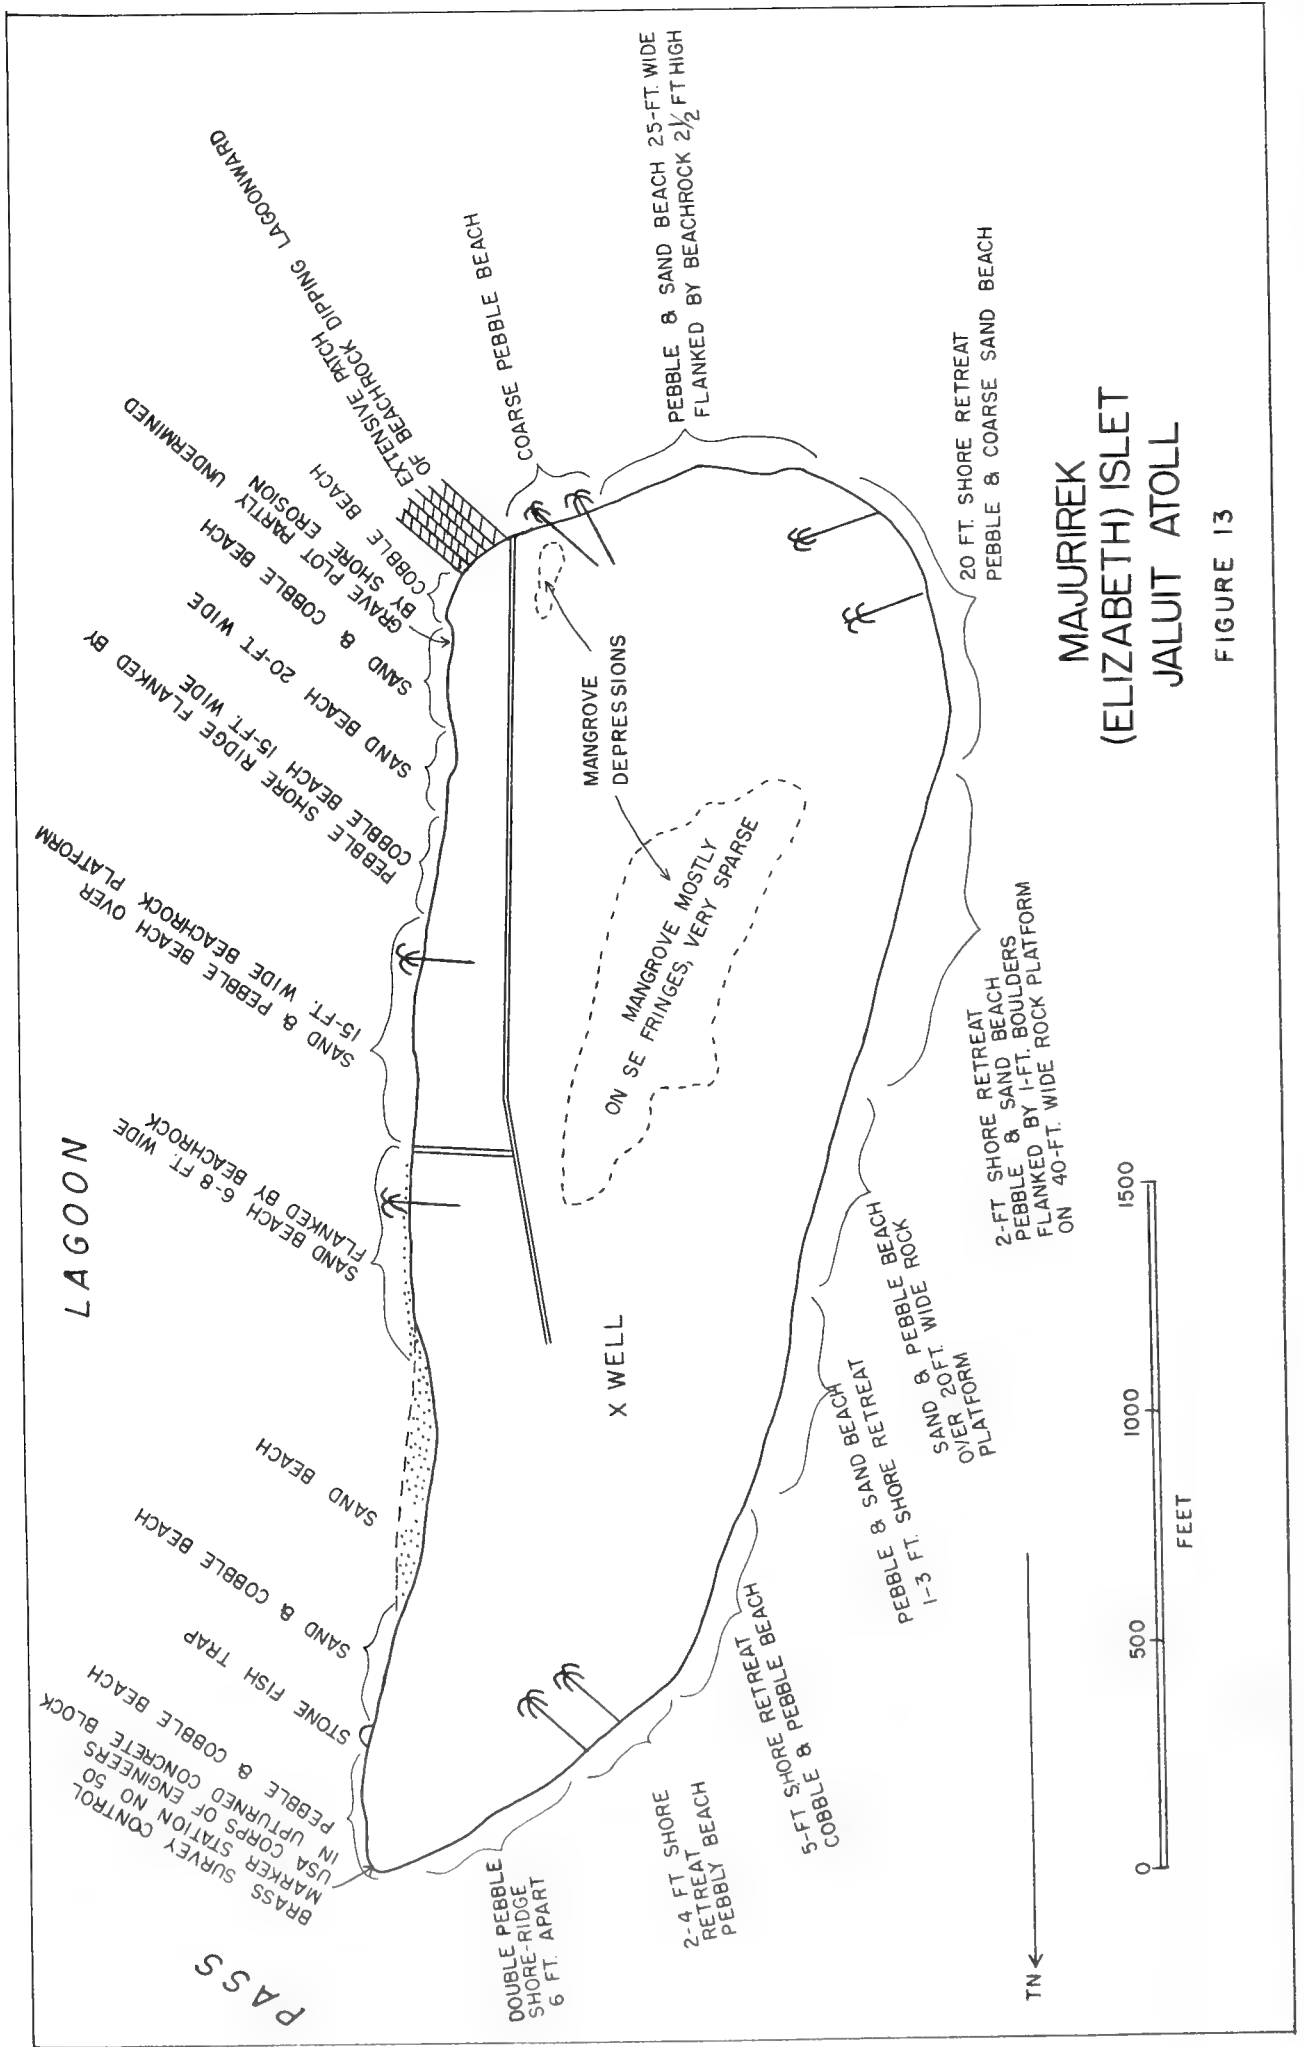 LAGOON
PASS
BRASS SURVEY CONTROL
MARKER STATION NO 50
USA CORPS OF ENGINEERS
IN UPTURNED CONCRETE BLOCK
PEBBLE & COBBLE BEACH
STONE FISH TRAP
SAND & COBBLE BEACH
SAND BEACH
SAND BEACH 6-8 FT. WIDE
FLANKED BY BEACHROCK
SAND & PEBBLE BEACH OVER
15-FT. WIDE BEACHROCK PLATFORM
PEBBLE SHORE RIDGE FLANKED BY
COBBLE BEACH 15-FT. WIDE
SAND BEACH 20-FT WIDE
SAND & COBBLE BEACH
GRAVE PLOT PARTLY UNDERMINED
BY SHORE EROSION
COBBLE BEACH
EXTENSIVE PATCH
OF BEACHROCK DIPPING LAGOONWARD
COARSE PEBBLE BEACH
PEBBLE & SAND BEACH 25-FT. WIDE
FLANKED BY BEACHROCK 2½ FT HIGH
20 FT. SHORE RETREAT
PEBBLE & COARSE SAND BEACH
MANGROVE
DEPRESSIONS
MANGROVE MOSTLY
ON SE FRINGES, VERY SPARSE
X WELL
2-FT SHORE RETREAT
PEBBLE & SAND BEACH
FLANKED BY 1-FT. BOULDERS
ON 40-FT. WIDE ROCK PLATFORM
SAND & PEBBLE BEACH
OVER 20FT. WIDE ROCK
PLATFORM
PEBBLE & SAND BEACH
1-3 FT. SHORE RETREAT
5-FT SHORE RETREAT
COBBLE & PEBBLE BEACH
2-4 FT SHORE
RETREAT
PEBBLY BEACH
DOUBLE PEBBLE
SHORE-RIDGE
6 FT. APART
TN
0 500 1000 1500
FEET
MAJURIREK
(ELIZABETH) ISLET
JALUIT ATOLL
FIGURE 13